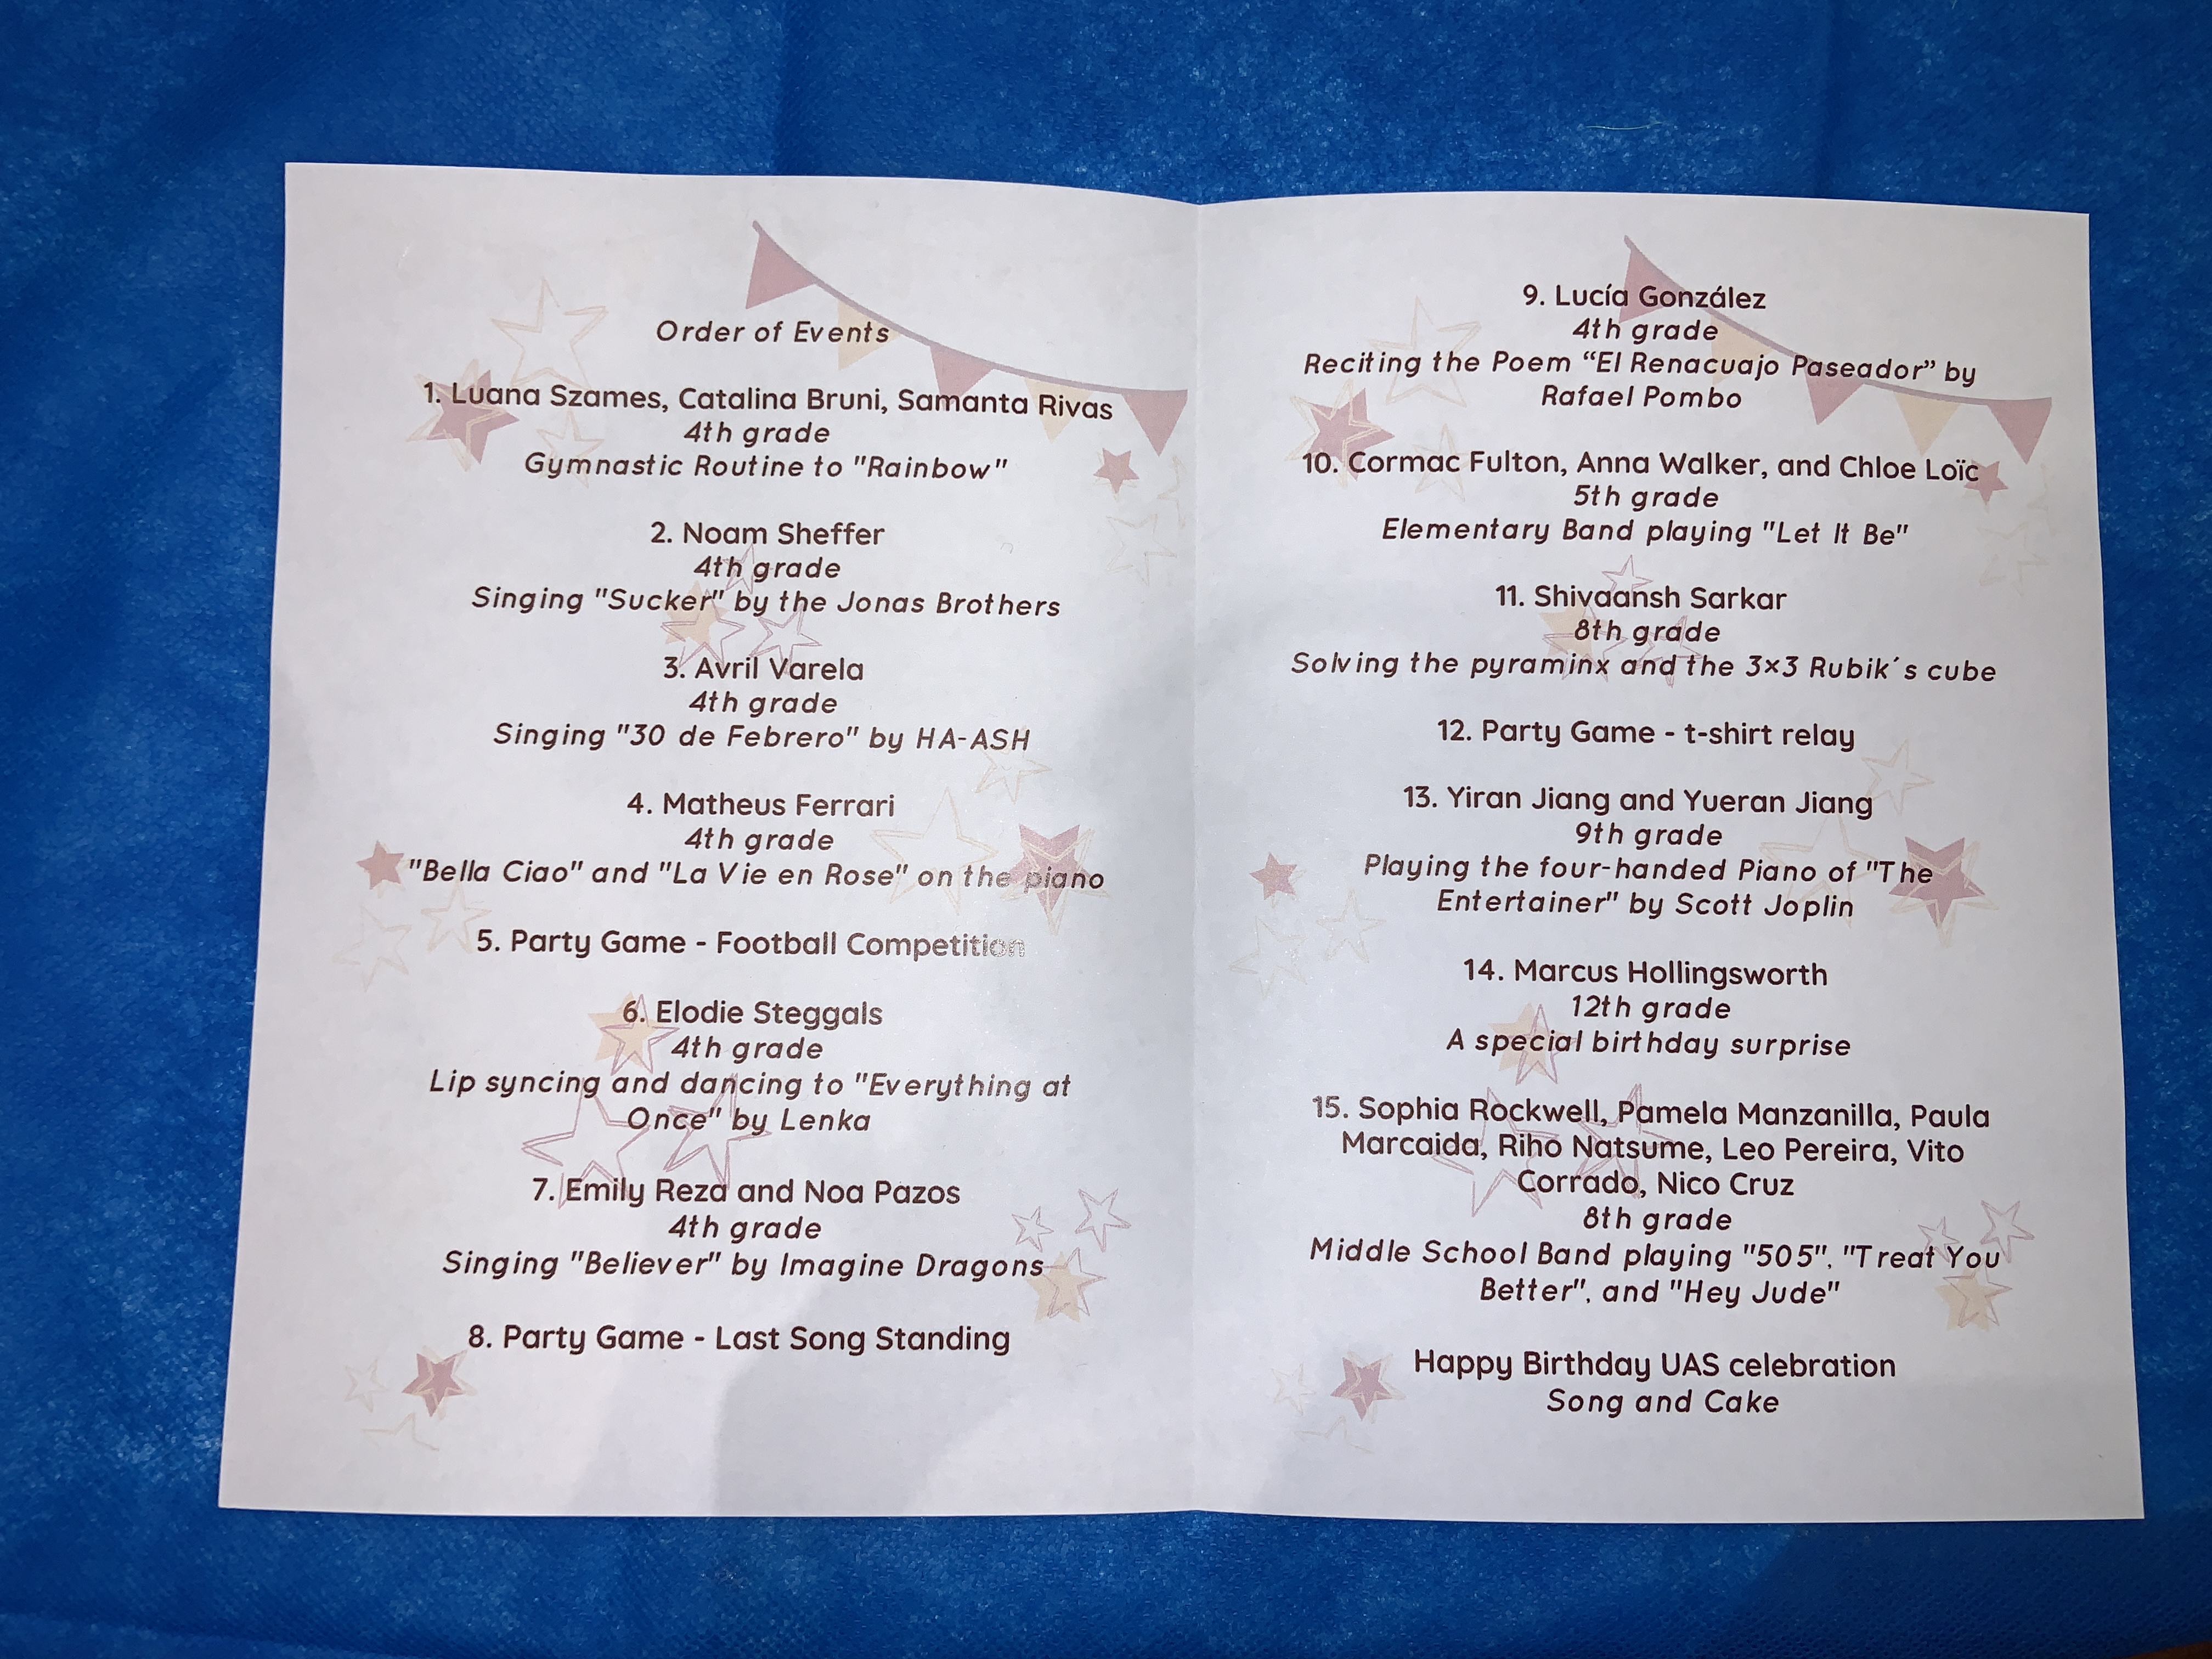 Order of Events
1. Luana Szames, Catalina Bruni, Samanta Rivas
4th grade
Gymnastic Routine to "Rainbow"
2. Noam Sheffer
4th grade
Singing "Sucker" by the Jonas Brothers
3. Avril Varela
4th grade
Singing "30 de Febrero" by HA-ASH
4. Matheus Ferrari
4th grade
"Bella Ciao" and "La Vie en Rose" on the piano
5. Party Game - Football Competition
6. Elodie Steggals
4th grade
Lip syncing and dancing to "Everything at
Once" by Lenka
7. Emily Reza and Noa Pazos
4th grade
Singing "Believer" by Imagine Dragons
8. Party Game - Last Song Standing
9. Lucía González
4th grade
Reciting the Poem “El Renacuajo Paseador” by
Rafael Pombo
10. Cormac Fulton, Anna Walker, and Chloe Loïc
5th grade
Elementary Band playing "Let It Be"
11. Shivaansh Sarkar
8th grade
Solving the pyraminx and the 3x3 Rubik´s cube
12. Party Game - t-shirt relay
13. Yiran Jiang and Yueran Jiang
9th grade
Playing the four-handed Piano of "The
Entertainer" by Scott Joplin
14. Marcus Hollingsworth
12th grade
A special birthday surprise
15. Sophia Rockwell, Pamela Manzanilla, Paula
Marcaida, Riho Natsume, Leo Pereira, Vito
Corrado, Nico Cruz
8th grade
Middle School Band playing "505", "Treat You
Better", and "Hey Jude"
Happy Birthday UAS celebration
Song and Cake